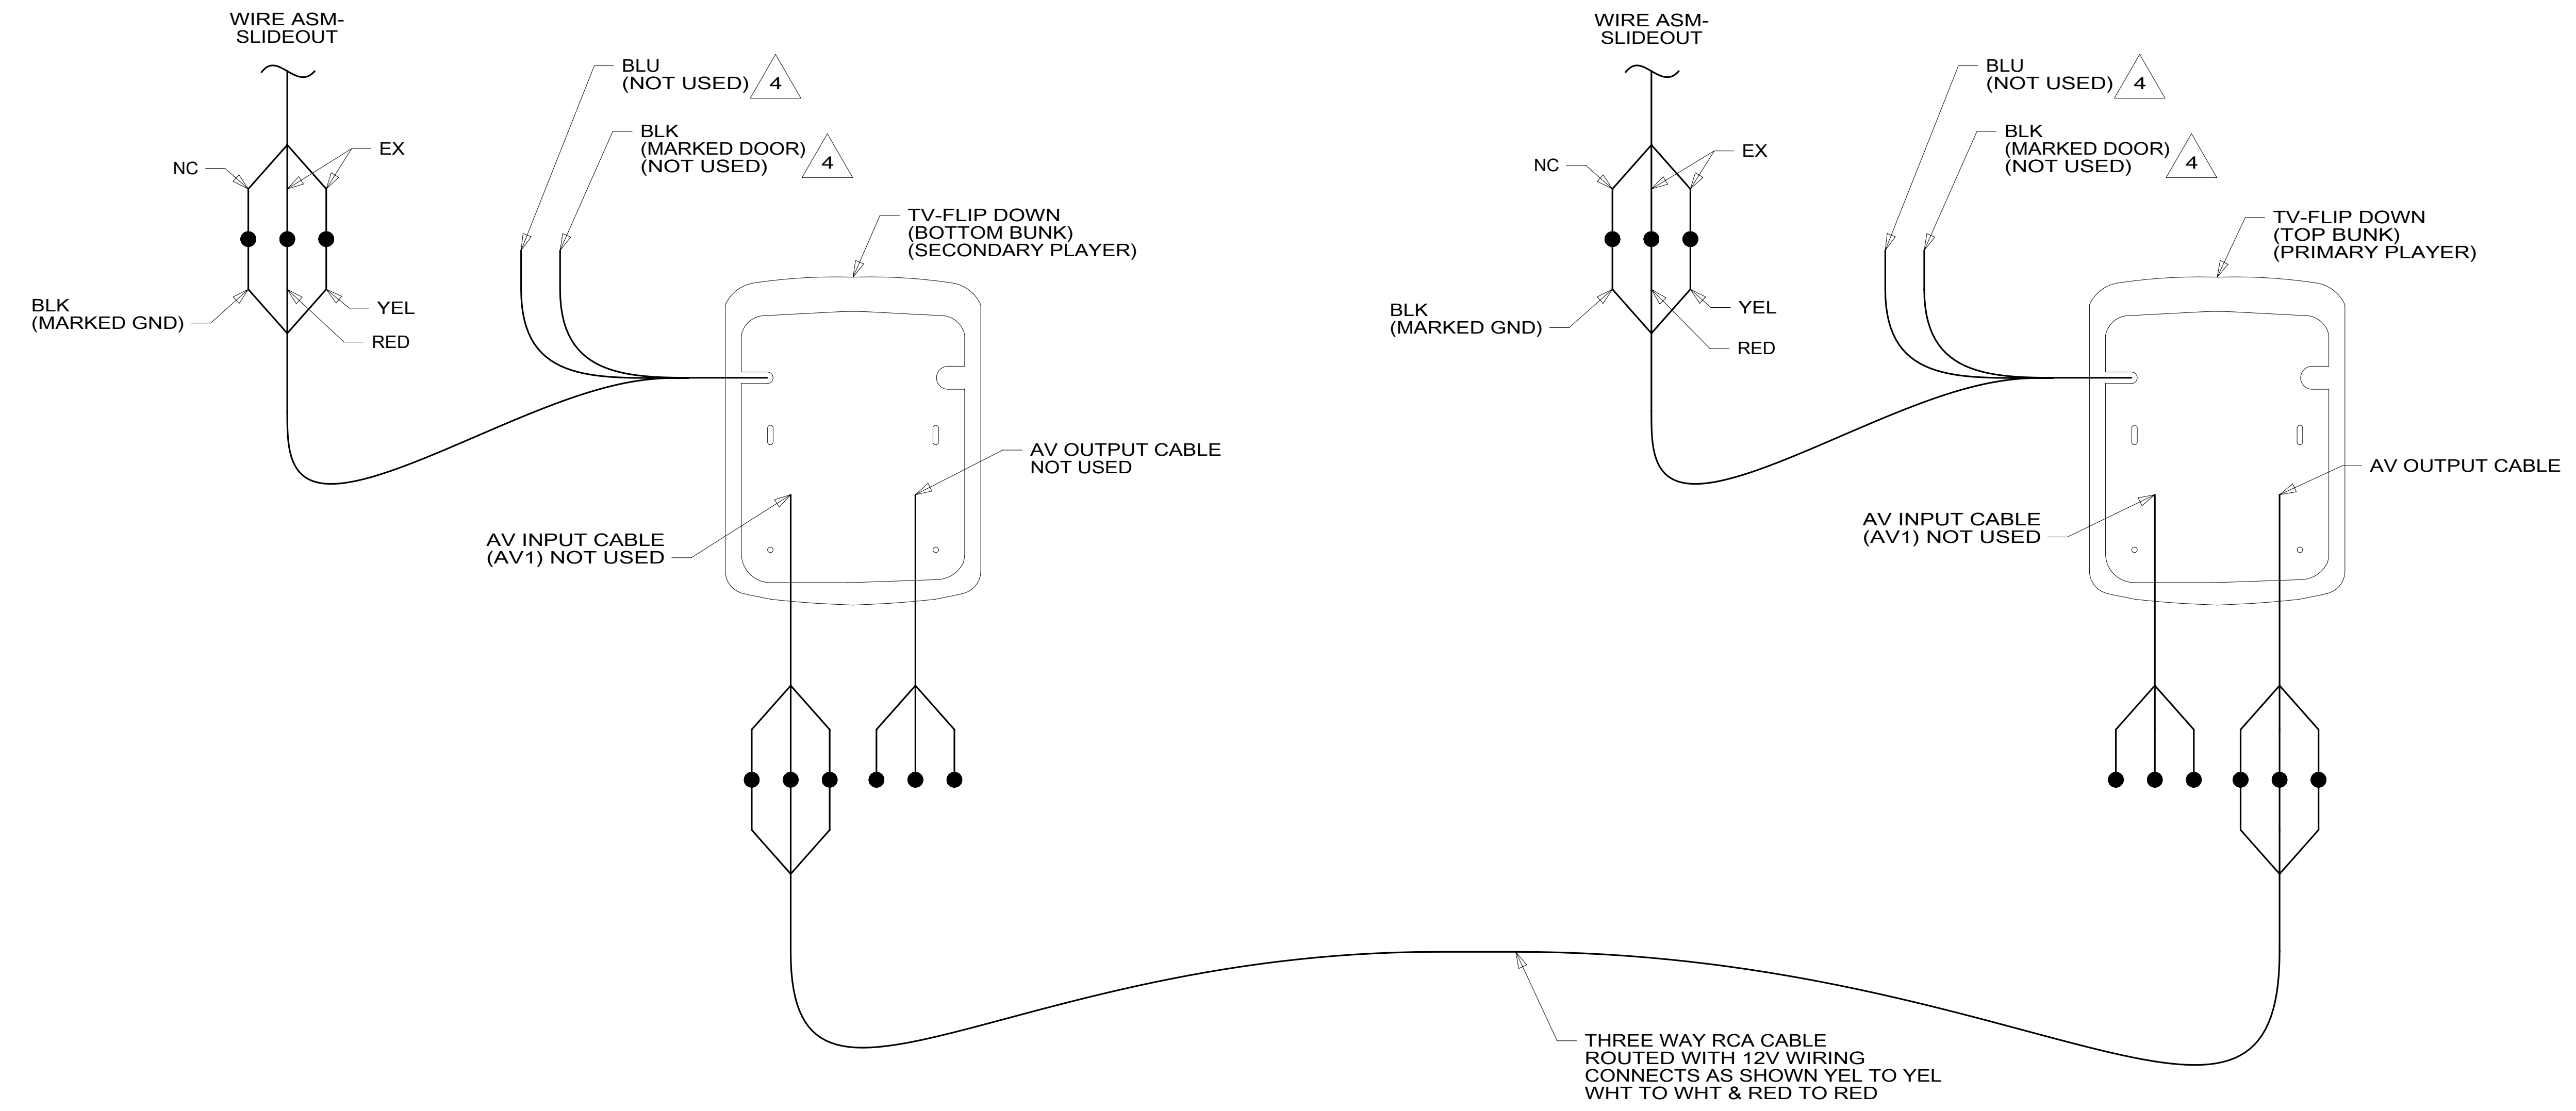 WIRE ASM-
SLIDEOUT
BLU
(NOT USED)
4
BLK
(MARKED DOOR)
(NOT USED)
4
NC
EX
TV-FLIP DOWN
(BOTTOM BUNK)
(SECONDARY PLAYER)
BLK
(MARKED GND)
YEL
RED
AV OUTPUT CABLE
NOT USED
AV INPUT CABLE
(AV1) NOT USED
WIRE ASM-
SLIDEOUT
BLU
(NOT USED)
4
BLK
(MARKED DOOR)
(NOT USED)
4
NC
EX
TV-FLIP DOWN
(TOP BUNK)
(PRIMARY PLAYER)
BLK
(MARKED GND)
YEL
RED
AV OUTPUT CABLE
AV INPUT CABLE
(AV1) NOT USED
THREE WAY RCA CABLE
ROUTED WITH 12V WIRING
CONNECTS AS SHOWN YEL TO YEL
WHT TO WHT & RED TO RED